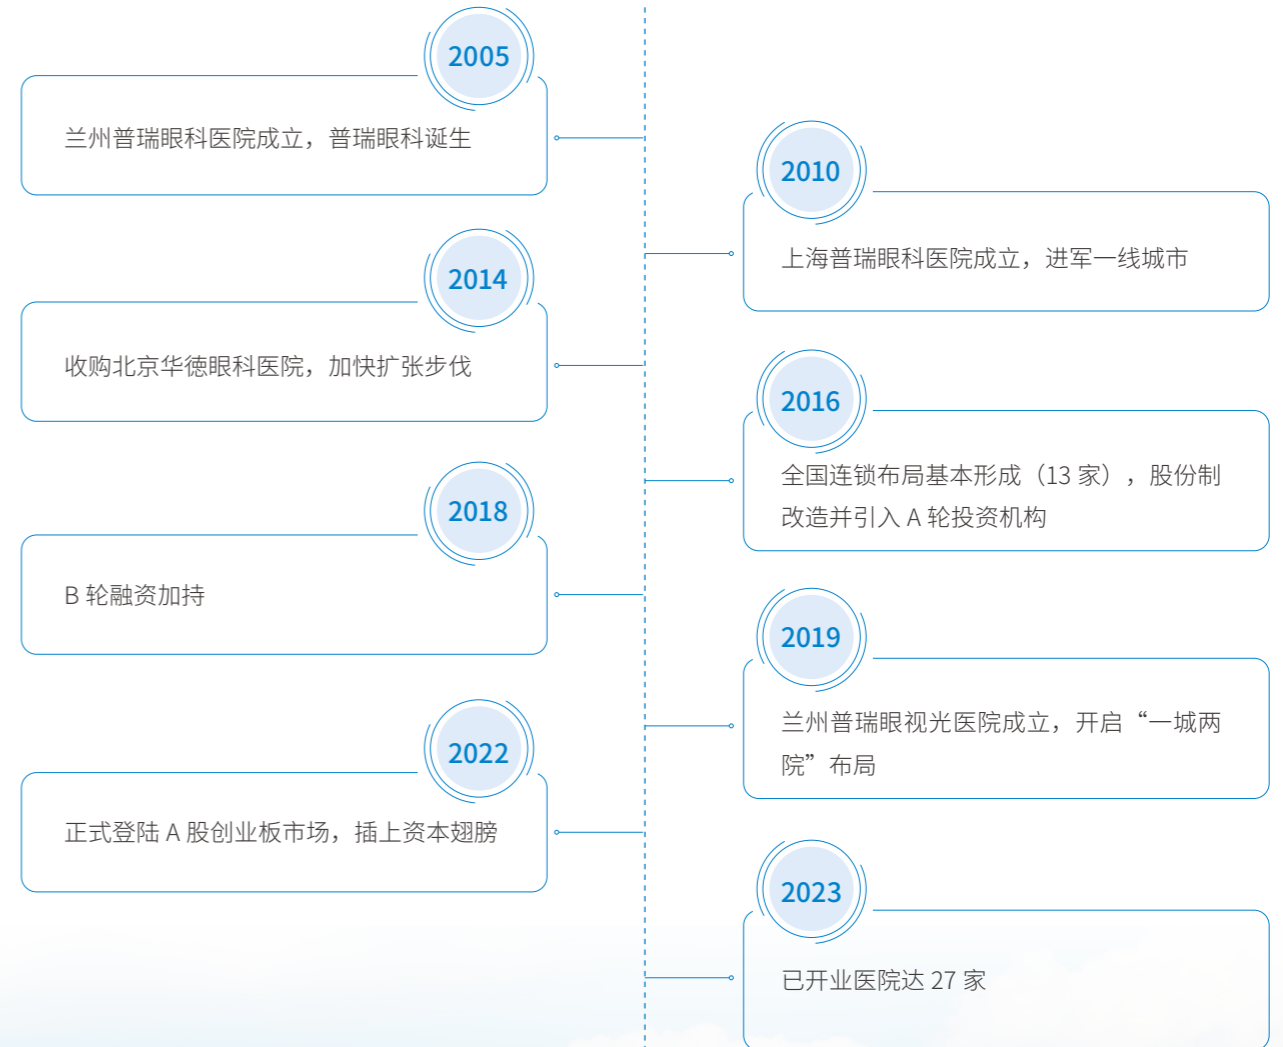 2005
兰州普瑞眼科医院成立，普瑞眼科诞生
2010
上海普瑞眼科医院成立，进军一线城市
2014
收购北京华德眼科医院，加快扩张步伐
2016
全国连锁布局基本形成（13 家），股份制
改造并引入 A 轮投资机构
2018
B 轮融资加持
2019
兰州普瑞眼视光医院成立，开启“一城两
院”布局
2022
正式登陆 A 股创业板市场，插上资本翅膀
2023
已开业医院达 27 家